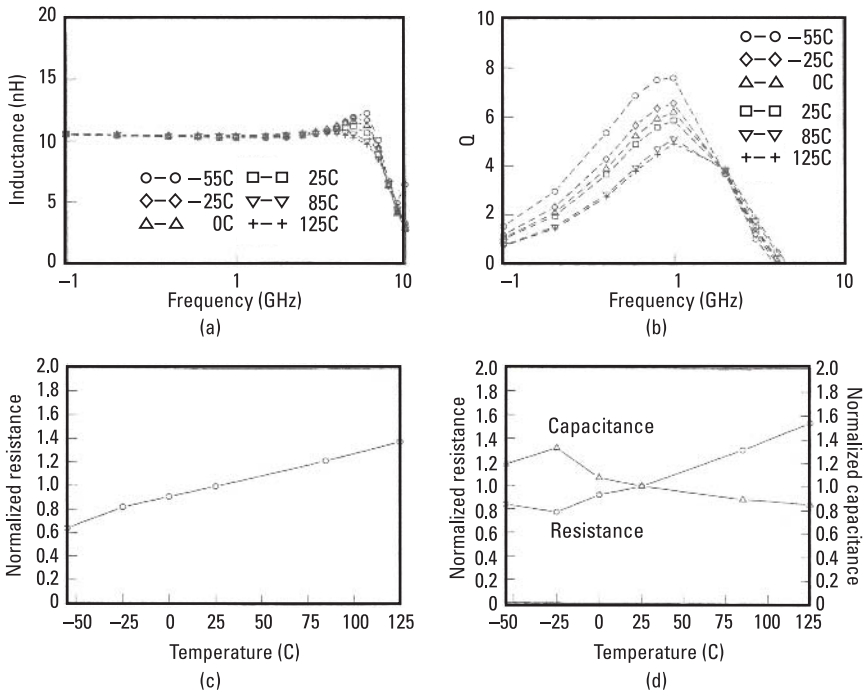 20
15
10
5
0
Inductance (nH)
−55C
−25C
0C
25C
85C
125C
−1
1
10
Frequency (GHz)
(a)
10
8
6
4
2
0
Q
−55C
−25C
0C
25C
85C
125C
−1
1
10
Frequency (GHz)
(b)
2.0
1.8
1.6
1.4
1.2
1.0
0.8
0.6
0.4
0.2
0
Normalized resistance
−50
−25
0
25
50
75
100
125
Temperature (C)
(c)
2.0
1.8
1.6
1.4
1.2
1.0
0.8
0.6
0.4
0.2
0
Normalized resistance
Capacitance
Resistance
2.0
1.8
1.6
1.4
1.2
1.0
0.8
0.6
0.4
0.2
0
Normalized capacitance
−50
−25
0
25
50
75
100
125
Temperature (C)
(d)